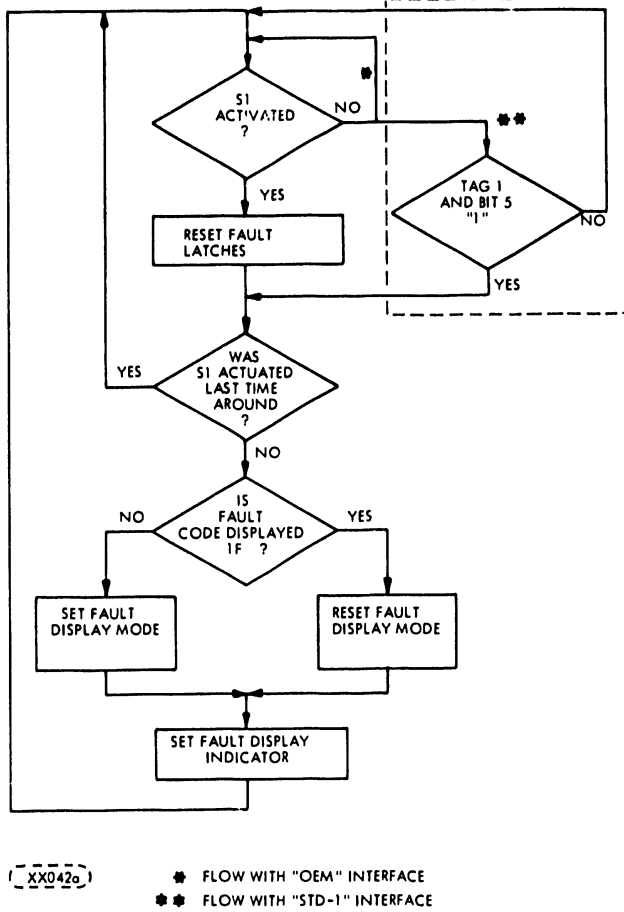 S1
ACTIVATED
?
NO
*
**
YES
TAG 1
AND BIT 5
"1"
NO
RESET FAULT
LATCHES
YES
WAS
S1 ACTUATED
LAST TIME
AROUND
?
YES
NO
IS
FAULT
CODE DISPLAYED
1F ?
NO
YES
SET FAULT
DISPLAY MODE
RESET FAULT
DISPLAY MODE
SET FAULT DISPLAY
INDICATOR
XX042a
* FLOW WITH "OEM" INTERFACE
** FLOW WITH "STD-1" INTERFACE